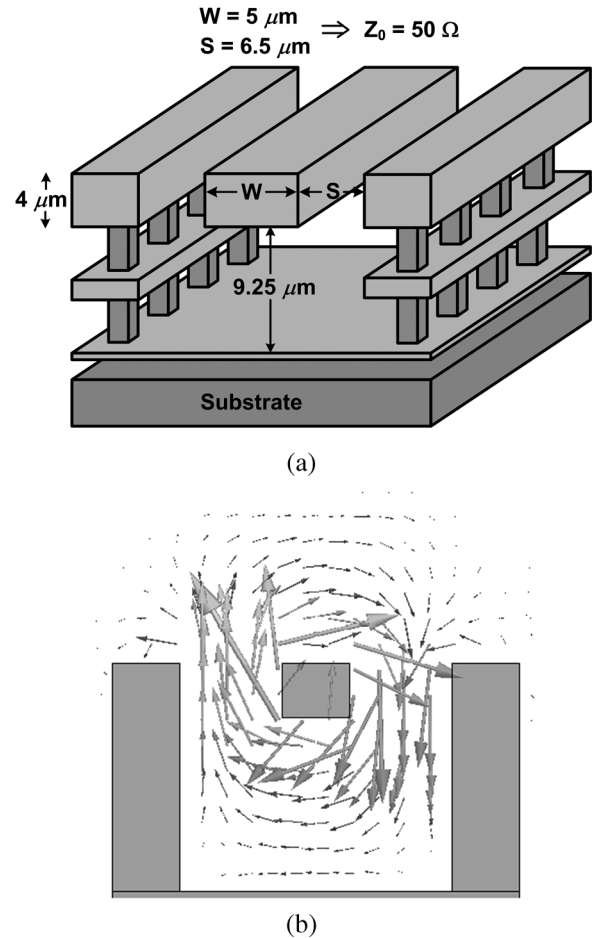 W = 5 μm
S = 6.5 μm
⇒ Z₀ = 50 Ω
4 μm
W
S
9.25 μm
Substrate
(a)
(b)